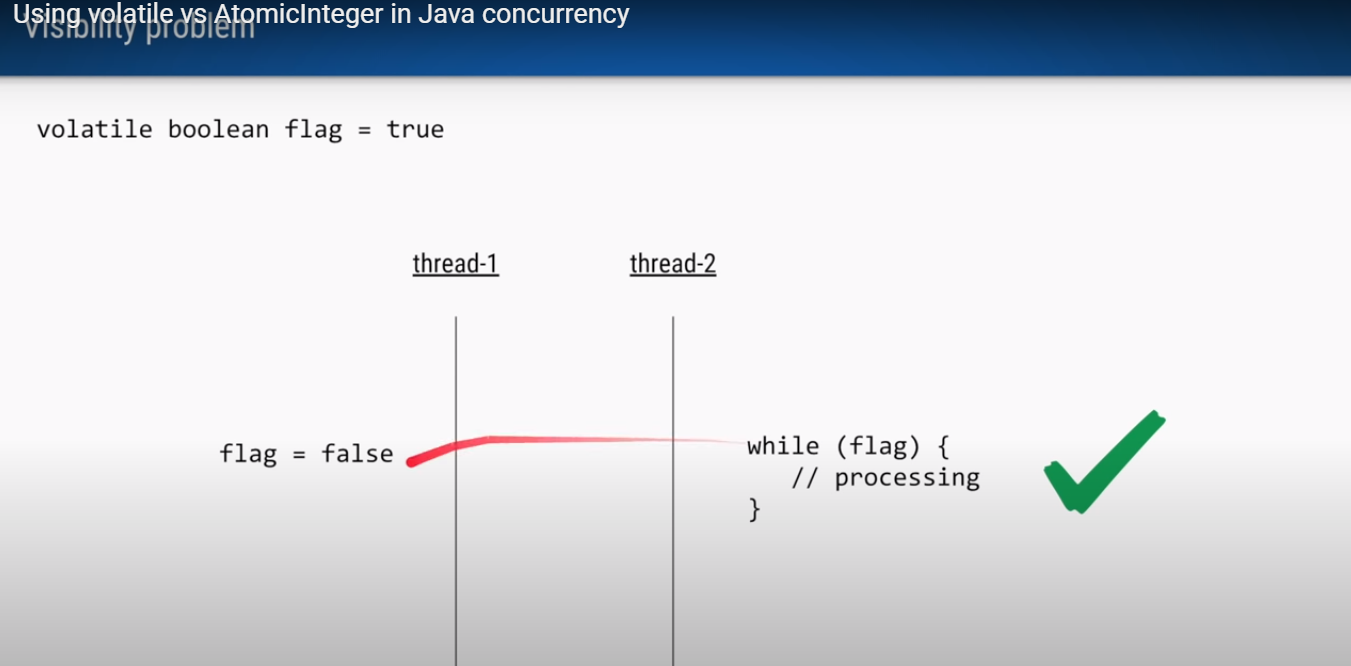 Using volatile vs AtomicInteger in Java concurrency
Visibility problem
volatile boolean flag = true
thread-1
thread-2
flag = false
while (flag) {
// processing
}